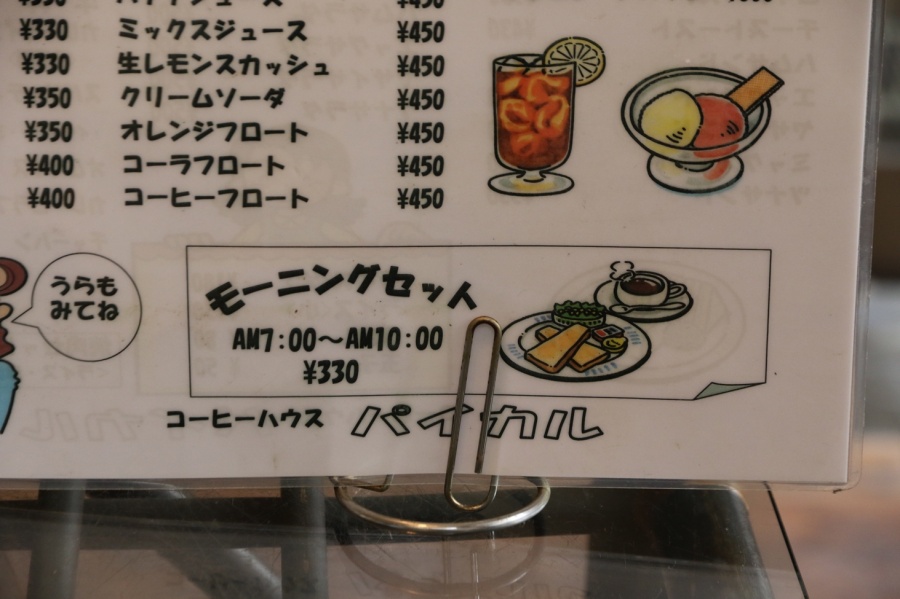 ¥330 ミックスジュース ¥450
¥330 生レモンスカッシュ ¥450
¥350 クリームソーダ ¥450
¥350 オレンジフロート ¥450
¥400 コーラフロート ¥450
¥400 コーヒーフロート ¥450
うらも
みてね
モーニングセット
AM7:00～AM10:00
¥330
コーヒーハウス バイカル